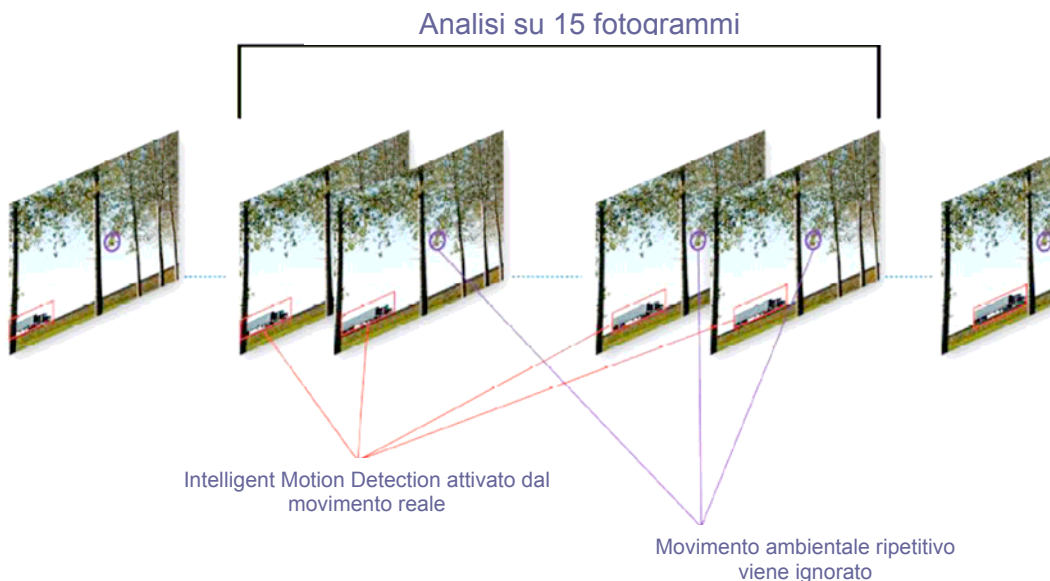 Analisi su 15 fotogrammi
Intelligent Motion Detection attivato dal
movimento reale
Movimento ambientale ripetitivo
viene ignorato